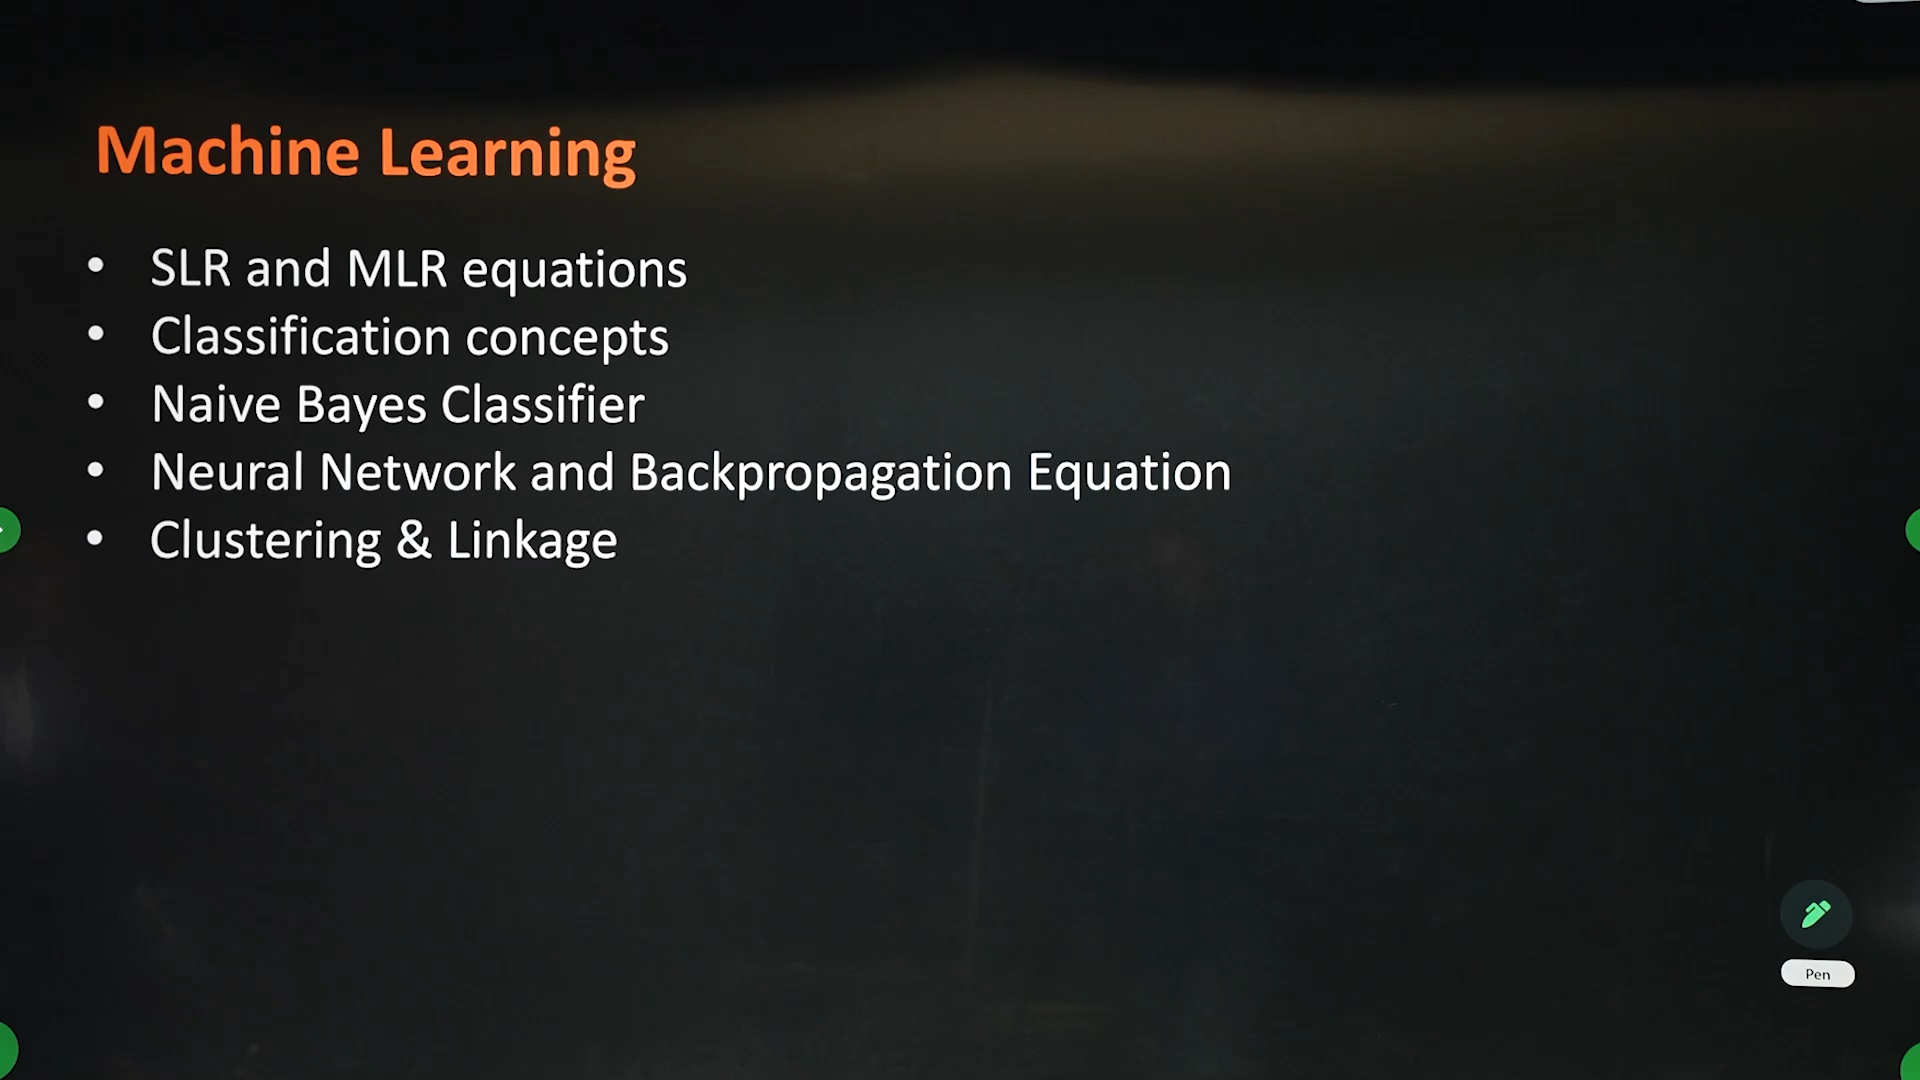 Machine Learning
• SLR and MLR equations
• Classification concepts
• Naive Bayes Classifier
• Neural Network and Backpropagation Equation
• Clustering & Linkage
Pen